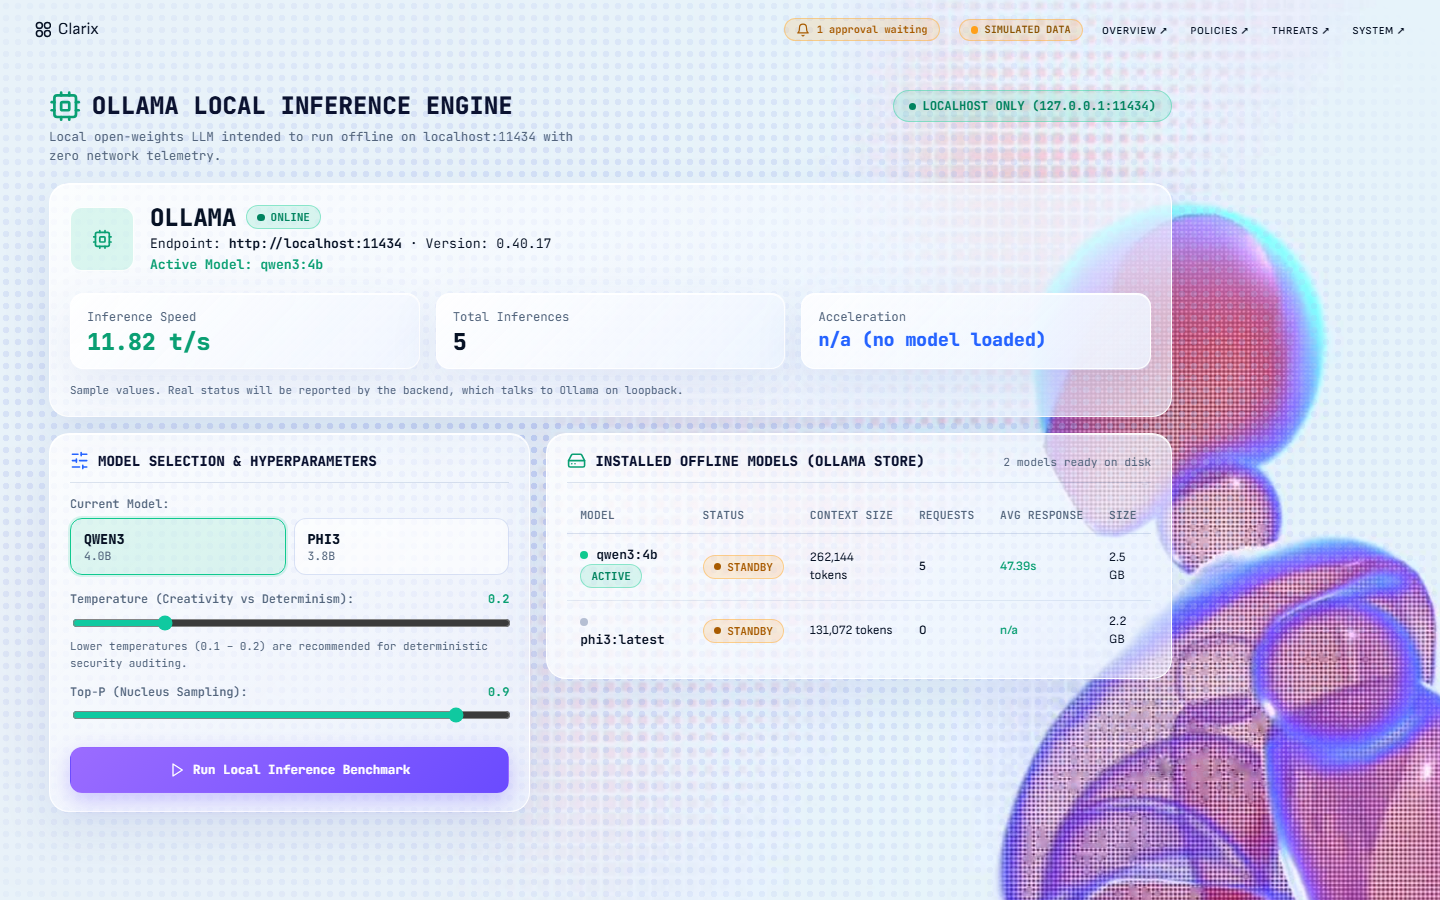 Clarix
1 approval waiting
SIMULATED DATA
OVERVIEW ↗
POLICIES ↗
THREATS ↗
SYSTEM ↗
OLLAMA LOCAL INFERENCE ENGINE
LOCALHOST ONLY (127.0.0.1:11434)
Local open-weights LLM intended to run offline on localhost:11434 with
zero network telemetry.
OLLAMA
ONLINE
Endpoint: http://localhost:11434 · Version: 0.40.17
Active Model: qwen3:4b
Inference Speed
11.82 t/s
Total Inferences
5
Acceleration
n/a (no model loaded)
Sample values. Real status will be reported by the backend, which talks to Ollama on loopback.
MODEL SELECTION & HYPERPARAMETERS
Current Model:
QWEN3
4.0B
PHI3
3.8B
Temperature (Creativity vs Determinism): 0.2
Lower temperatures (0.1 – 0.2) are recommended for deterministic
security auditing.
Top-P (Nucleus Sampling): 0.9
Run Local Inference Benchmark
INSTALLED OFFLINE MODELS (OLLAMA STORE)
2 models ready on disk
MODEL STATUS CONTEXT SIZE REQUESTS AVG RESPONSE SIZE
qwen3:4b
ACTIVE
STANDBY
262,144
tokens
5
47.39s
2.5
GB
phi3:latest
STANDBY
131,072 tokens
0
n/a
2.2
GB